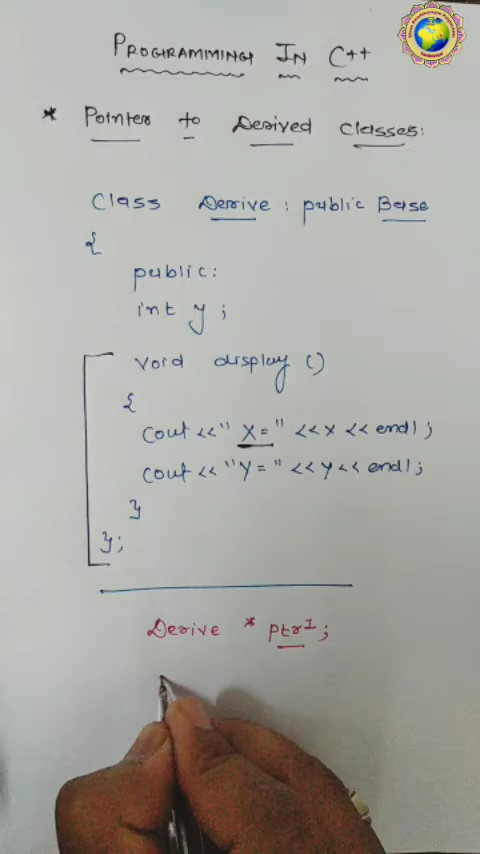 PROGRAMMING IN C++
* Pointer to Derived Classes:
Class Derive : public Base
{
public:
int y ;
void display ()
{
cout <<" X= " <<x << endl ;
cout <<"Y= " << y<< endl ;
}
};
Derive * ptr1 ;